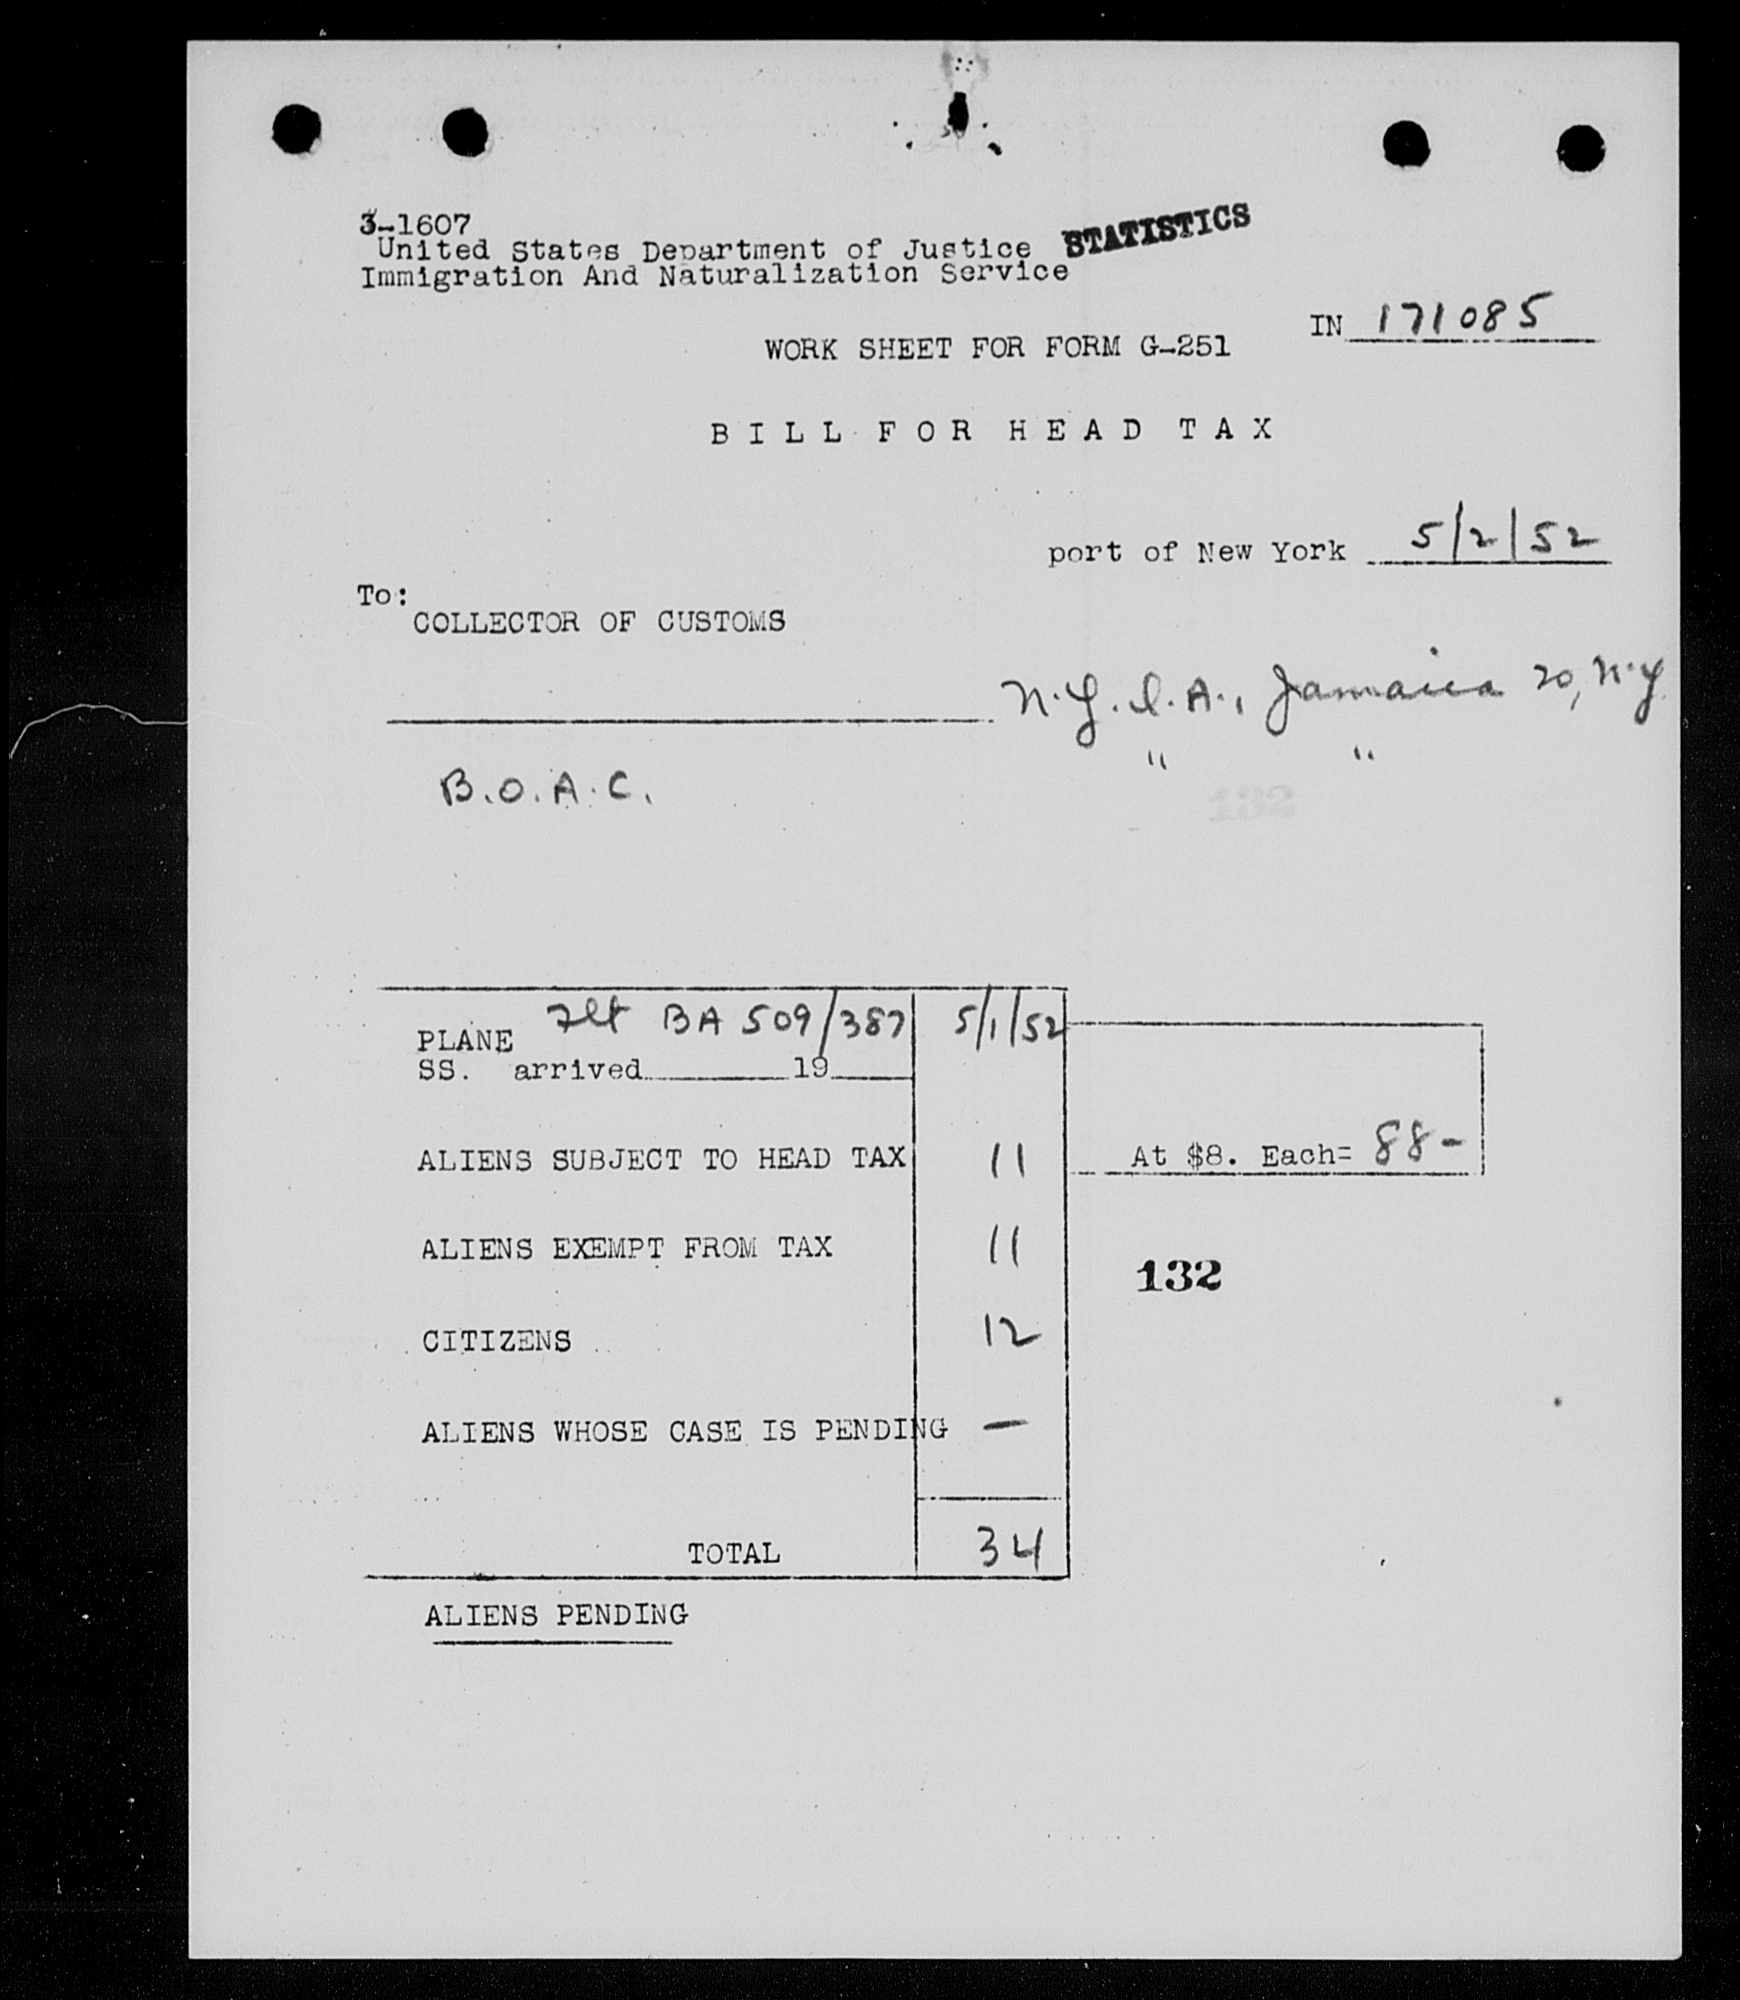 3-1607
United States Department of Justice STATISTICS
Immigration And Naturalization Service
IN 171085
WORK SHEET FOR FORM G-251
BILL FOR HEAD TAX
port of New York 5/2/52
To:
COLLECTOR OF CUSTOMS
N.Y.I.A., Jamaica 20, N.Y.
" "
B.O.A.C.
132
PLANE Flt BA 509/387 5/1/52
SS. arrived 19
ALIENS SUBJECT TO HEAD TAX 11 At $8. Each= 88-
ALIENS EXEMPT FROM TAX 11
132
CITIZENS 12
ALIENS WHOSE CASE IS PENDING —
TOTAL 34
ALIENS PENDING